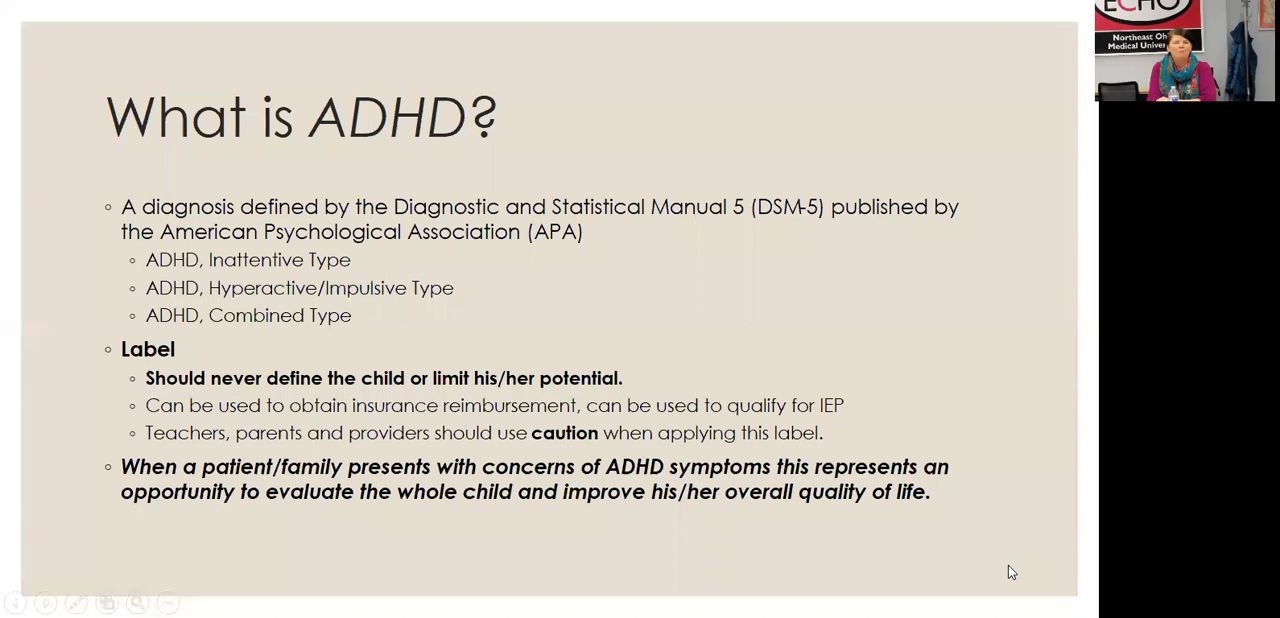 What is ADHD?
A diagnosis defined by the Diagnostic and Statistical Manual 5 (DSM-5) published by
the American Psychological Association (APA)
ADHD, Inattentive Type
ADHD, Hyperactive/Impulsive Type
ADHD, Combined Type
Label
Should never define the child or limit his/her potential.
Can be used to obtain insurance reimbursement, can be used to qualify for IEP
Teachers, parents and providers should use caution when applying this label.
When a patient/family presents with concerns of ADHD symptoms this represents an
opportunity to evaluate the whole child and improve his/her overall quality of life.
ECHO
Northeast Oh
Medical Univer